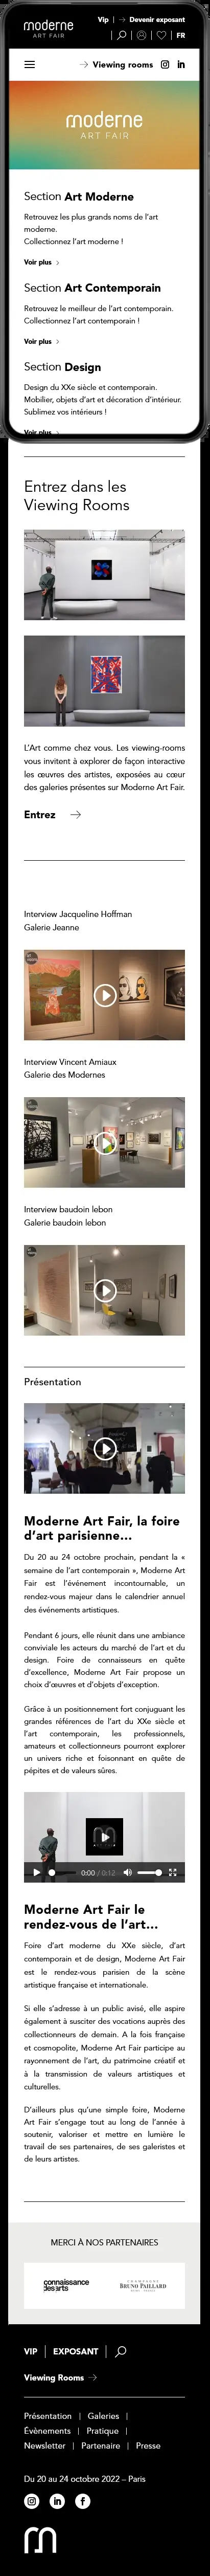 moderne
ART FAIR
Vip | → Devenir exposant
FR
→ Viewing rooms
moderne
ART FAIR
Section Art Moderne
Retrouvez les plus grands noms de l’art
moderne.
Collectionnez l’art moderne !
Voir plus >
Section Art Contemporain
Retrouvez le meilleur de l’art contemporain.
Collectionnez l’art contemporain !
Voir plus >
Section Design
Design du XXe siècle et contemporain.
Mobilier, objets d’art et décoration d’intérieur.
Sublimez vos intérieurs !
Voir plus >
Entrez dans les
Viewing Rooms
L’Art comme chez vous. Les viewing-rooms
vous invitent à explorer de façon interactive
les œuvres des artistes, exposées au cœur
des galeries présentes sur Moderne Art Fair.
Entrez →
Interview Jacqueline Hoffman
Galerie Jeanne
Interview Vincent Amiaux
Galerie des Modernes
Interview baudoin lebon
Galerie baudoin lebon
Présentation
Moderne Art Fair, la foire
d’art parisienne…
Du 20 au 24 octobre prochain, pendant la «
semaine de l’art contemporain », Moderne Art
Fair est l’événement incontournable, un
rendez-vous majeur dans le calendrier annuel
des événements artistiques.
Pendant 6 jours, elle réunit dans une ambiance
conviviale les acteurs du marché de l’art et du
design. Foire de connaisseurs en quête
d’excellence, Moderne Art Fair propose un
choix d’œuvres et d’objets d’exception.
Grâce à un positionnement fort conjuguant les
grandes références de l’art du XXe siècle et
l’art contemporain, les professionnels,
amateurs et collectionneurs pourront explorer
un univers riche et foisonnant en quête de
pépites et de valeurs sûres.
0:00 / 0:12
Moderne Art Fair le
rendez-vous de l’art…
Foire d’art moderne du XXe siècle, d’art
contemporain et de design, Moderne Art Fair
est le rendez-vous parisien de la scène
artistique française et internationale.
Si elle s’adresse à un public avisé, elle aspire
également à susciter des vocations auprès des
collectionneurs de demain. A la fois française
et cosmopolite, Moderne Art Fair participe au
rayonnement de l’art, du patrimoine créatif et
à la transmission de valeurs artistiques et
culturelles.
D’ailleurs plus qu’une simple foire, Moderne
Art Fair s’engage tout au long de l’année à
soutenir, valoriser et mettre en lumière le
travail de ses partenaires, de ses galeristes et
de leurs artistes.
MERCI À NOS PARTENAIRES
connaissance
des arts
CHAMPAGNE
BRUNO PAILLARD
VIP | EXPOSANT |
Viewing Rooms →
Présentation | Galeries |
Évènements | Pratique |
Newsletter | Partenaire | Presse
Du 20 au 24 octobre 2022 – Paris